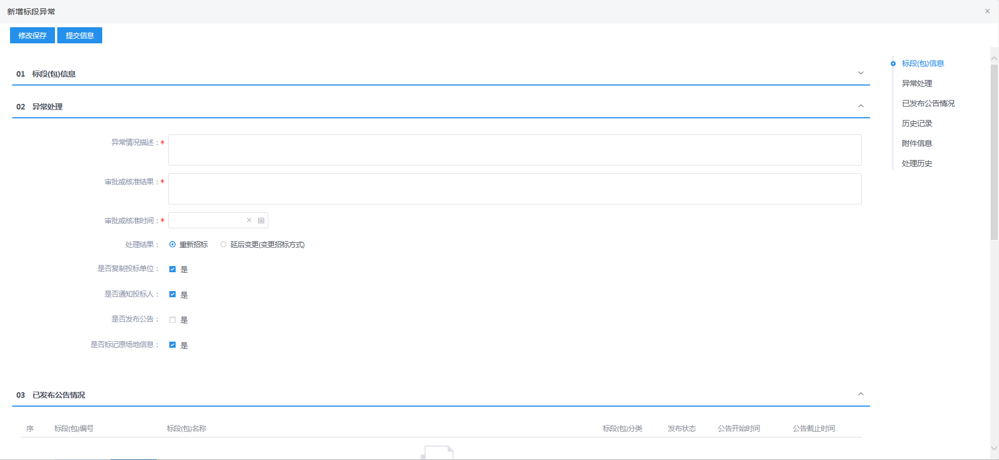 新增标段异常
修改保存 提交信息
01 标段(包)信息
02 异常处理
异常情况描述：*
审批或核准结果：*
审批或核准时间：*
处理结果： 重新招标 延后变更(变更招标方式)
是否复制投标单位： 是
是否通知投标人： 是
是否发布公告： 是
是否标记原场地信息： 是
03 已发布公告情况
序 标段(包)编号 标段(包)名称 标段(包)分类 发布状态 公告开始时间 公告截止时间
标段(包)信息
异常处理
已发布公告情况
历史记录
附件信息
处理历史